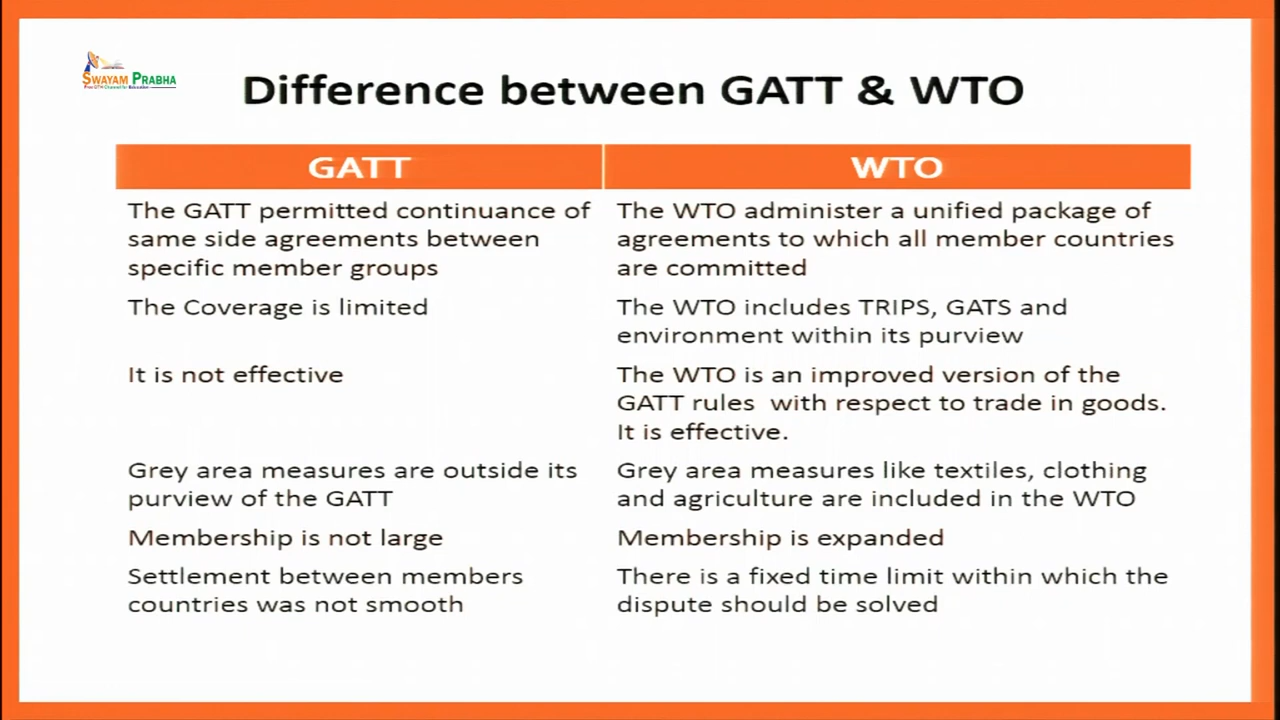 SWAYAM PRABHA
Free DTH Channel for Education
Difference between GATT & WTO
GATT
WTO
The GATT permitted continuance of
same side agreements between
specific member groups
The WTO administer a unified package of
agreements to which all member countries
are committed
The Coverage is limited
The WTO includes TRIPS, GATS and
environment within its purview
It is not effective
The WTO is an improved version of the
GATT rules with respect to trade in goods.
It is effective.
Grey area measures are outside its
purview of the GATT
Grey area measures like textiles, clothing
and agriculture are included in the WTO
Membership is not large
Membership is expanded
Settlement between members
countries was not smooth
There is a fixed time limit within which the
dispute should be solved